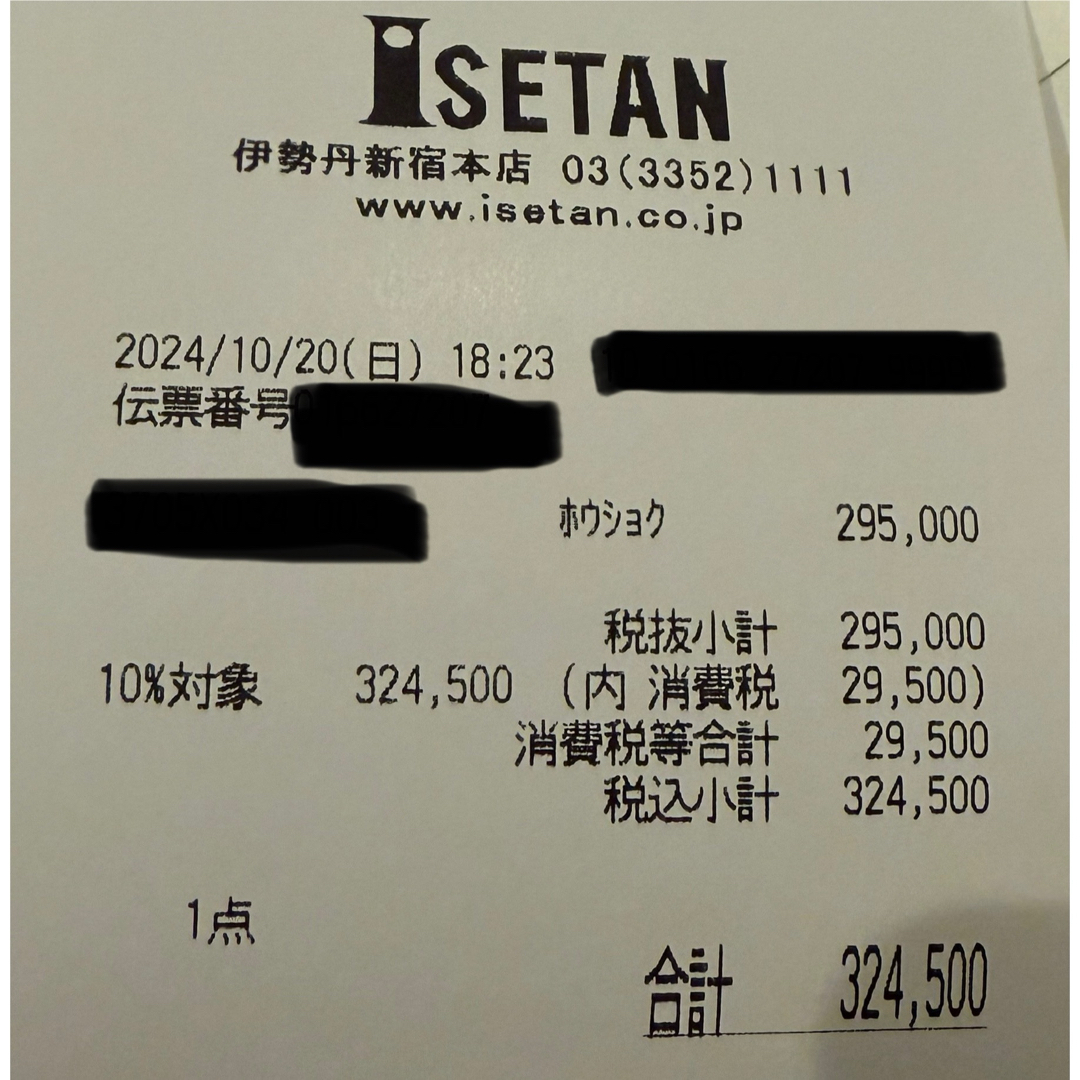 ISETAN
伊勢丹新宿本店 03(3352)1111
www.isetan.co.jp
2024/10/20(日) 18:23
伝票番号
ホウショク 295,000
税抜小計 295,000
10%対象 324,500 (内 消費税 29,500)
消費税等合計 29,500
税込小計 324,500
1点
合計 324,500